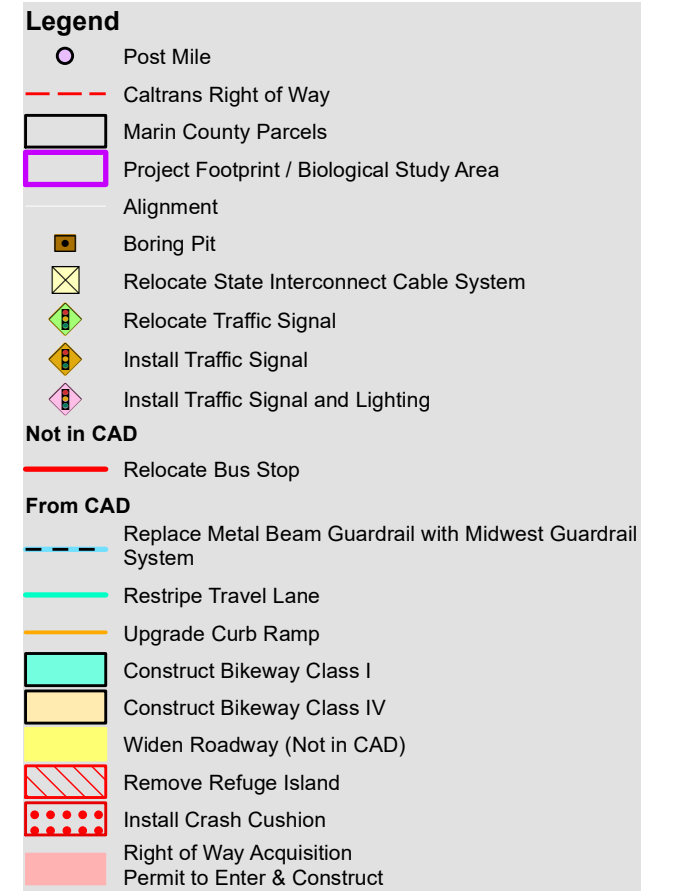 Legend
Post Mile
Caltrans Right of Way
Marin County Parcels
Project Footprint / Biological Study Area
Alignment
Boring Pit
Relocate State Interconnect Cable System
Relocate Traffic Signal
Install Traffic Signal
Install Traffic Signal and Lighting
Not in CAD
Relocate Bus Stop
From CAD
Replace Metal Beam Guardrail with Midwest Guardrail
System
Restripe Travel Lane
Upgrade Curb Ramp
Construct Bikeway Class I
Construct Bikeway Class IV
Widen Roadway (Not in CAD)
Remove Refuge Island
Install Crash Cushion
Right of Way Acquisition
Permit to Enter & Construct